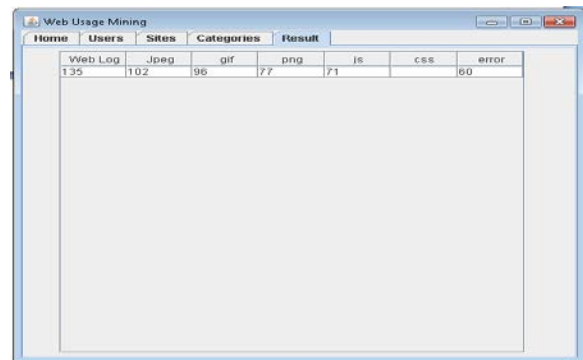 Web Usage Mining
Home Users Sites Categories Result
Web Log Jpeg gif png js css error
135 102 96 77 71 60